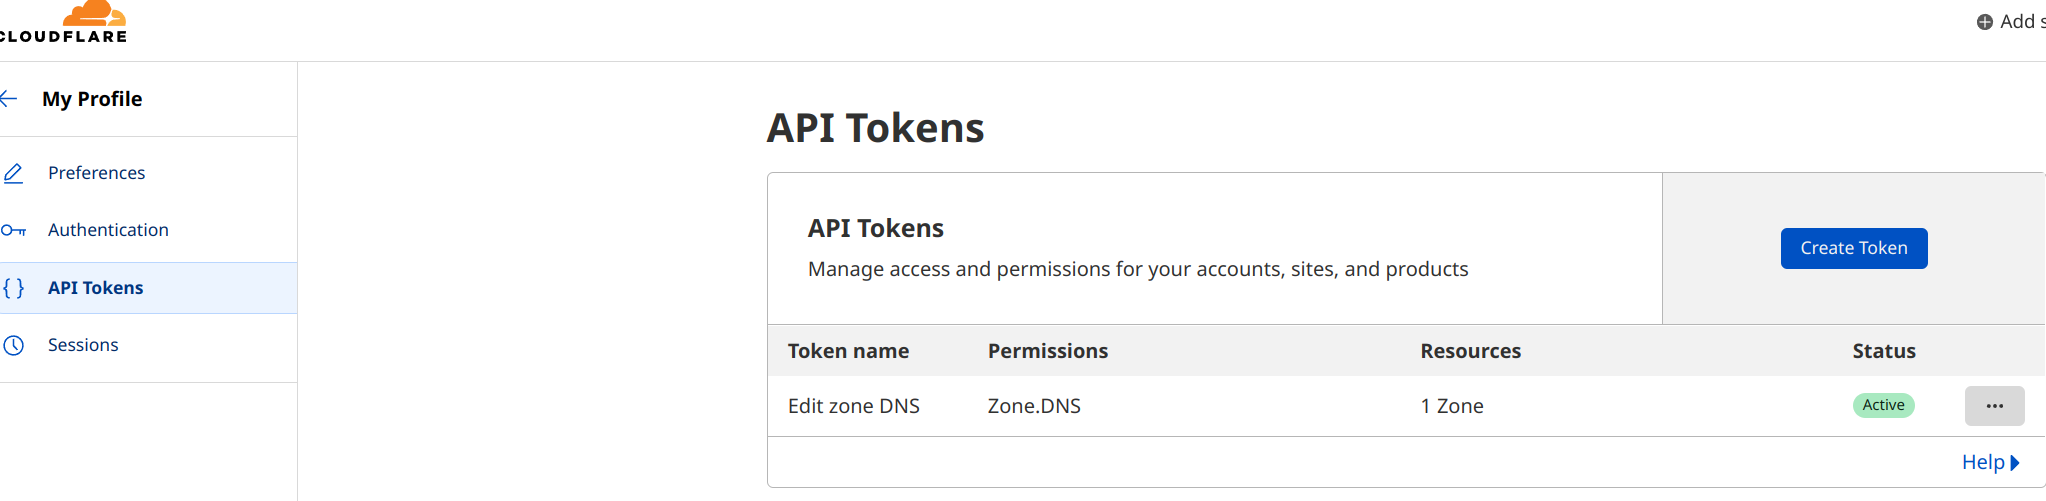 CLOUDFLARE
Add s
My Profile
Preferences
Authentication
API Tokens
Sessions
API Tokens
API Tokens
Manage access and permissions for your accounts, sites, and products
Create Token
Token name Permissions Resources Status
Edit zone DNS Zone.DNS 1 Zone Active
Help